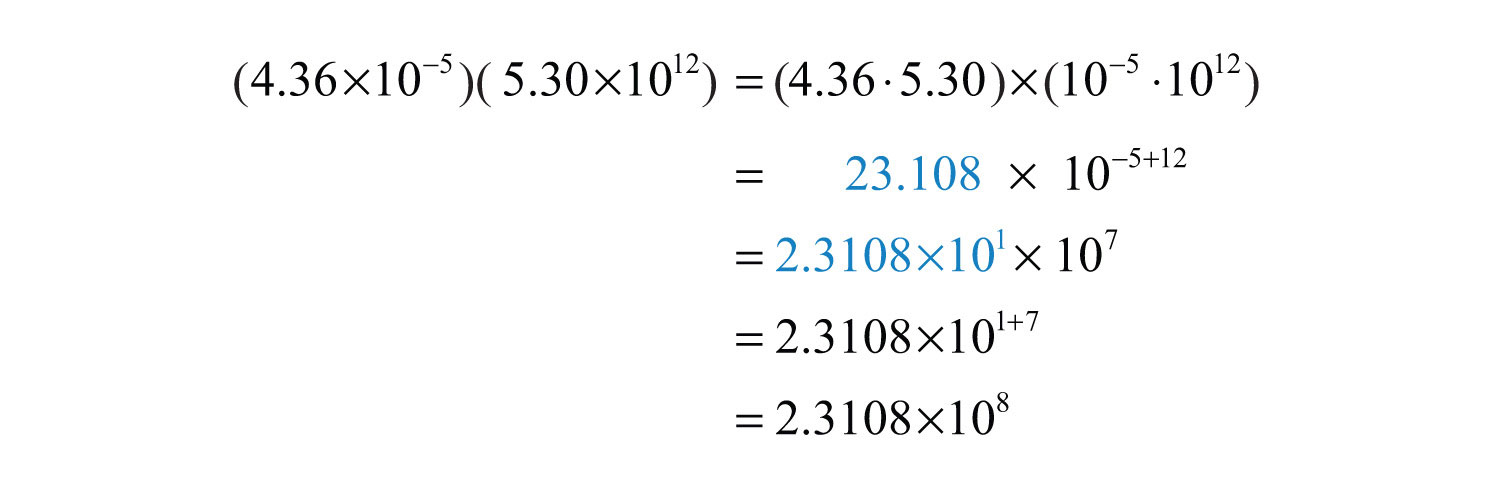 (4.36×10⁻⁵)(5.30×10¹²) = (4.36·5.30)×(10⁻⁵·10¹²)
= 23.108 × 10⁻⁵⁺¹²
= 2.3108×10¹× 10⁷
= 2.3108×10¹⁺⁷
= 2.3108×10⁸